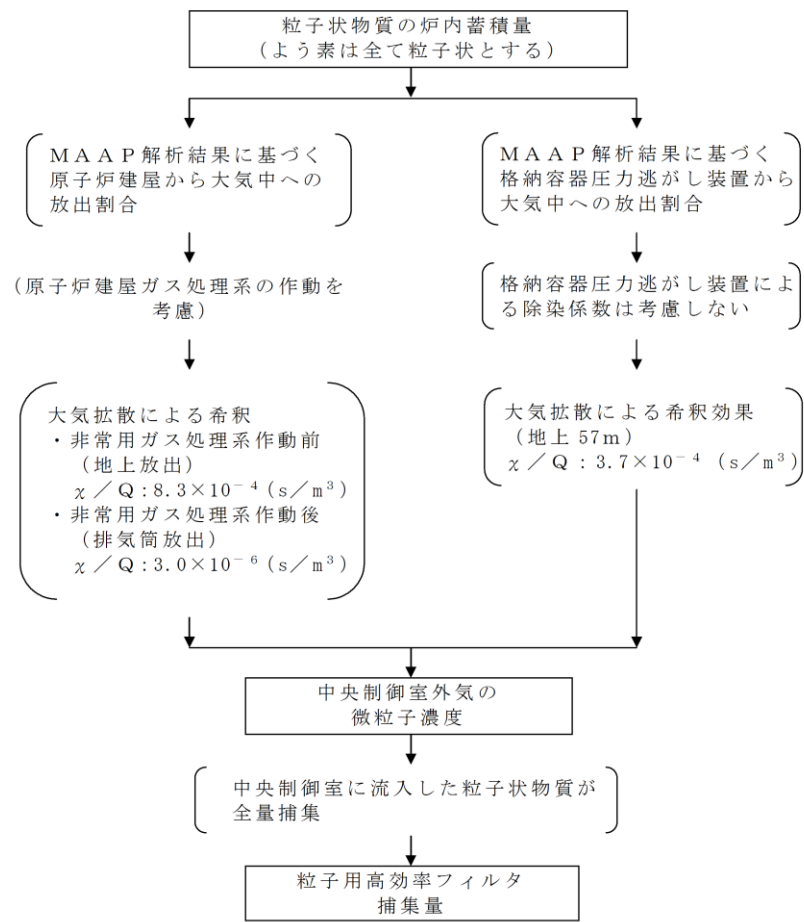 粒子状物質の炉内蓄積量
（よう素は全て粒子状とする）
ＭＡＡＰ解析結果に基づく
原子炉建屋から大気中への
放出割合
ＭＡＡＰ解析結果に基づく
格納容器圧力逃がし装置から
大気中への放出割合
（原子炉建屋ガス処理系の作動を
考慮）
格納容器圧力逃がし装置によ
る除染係数は考慮しない
大気拡散による希釈
・非常用ガス処理系作動前
（地上放出）
χ／Ｑ：8.3×10⁻⁴（s／m³）
・非常用ガス処理系作動後
（排気筒放出）
χ／Ｑ：3.0×10⁻⁶（s／m³）
大気拡散による希釈効果
（地上 57m）
χ／Ｑ：3.7×10⁻⁴（s／m³）
中央制御室外気の
微粒子濃度
中央制御室に流入した粒子状物質が
全量捕集
粒子用高効率フィルタ
捕集量